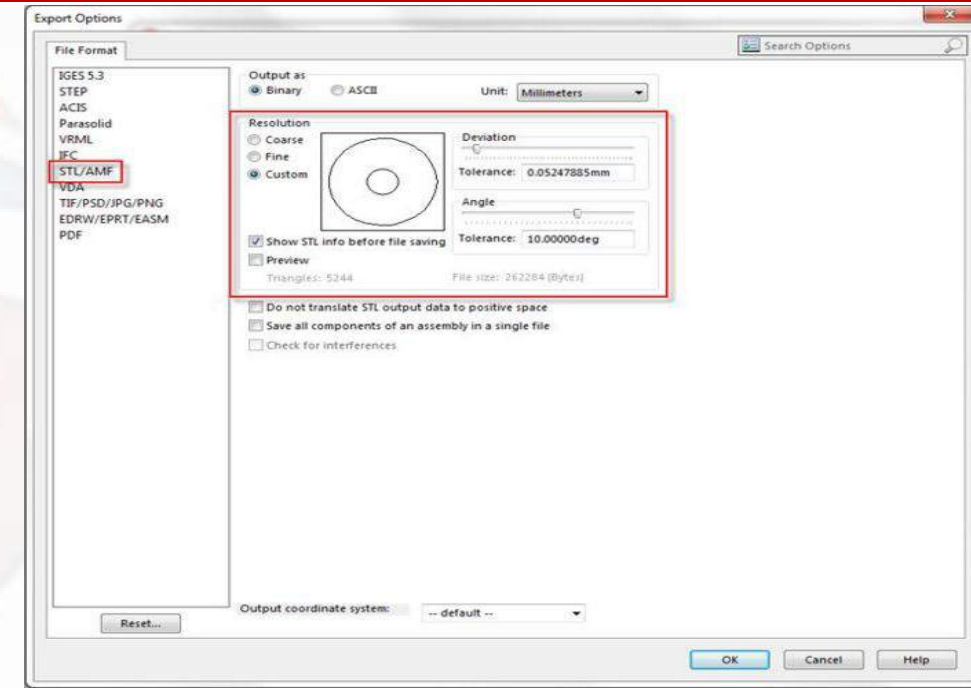 Export Options
File Format
Search Options
IGES 5.3
STEP
ACIS
Parasolid
VRML
IFC
STL/AMF
VDA
TIF/PSD/JPG/PNG
EDRW/EPRT/EASM
PDF
Reset...
Output as
Binary ASCII Unit: Millimeters
Resolution
Coarse
Fine
Custom
Deviation
Tolerance: 0.05247885mm
Angle
Tolerance: 10.00000deg
Show STL info before file saving
Preview
Triangles: 5244 File size: 262284 (Bytes)
Do not translate STL output data to positive space
Save all components of an assembly in a single file
Check for interferences
Output coordinate system: -- default --
OK Cancel Help